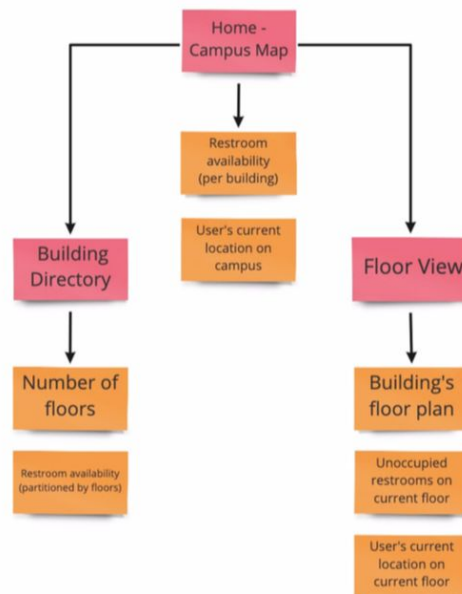 Home -
Campus Map
Restroom
availability
(per building)
User's current
location on
campus
Building
Directory
Floor View
Number of
floors
Building's
floor plan
Restroom availability
(partitioned by floors)
Unoccupied
restrooms on
current floor
User's current
location on
current floor